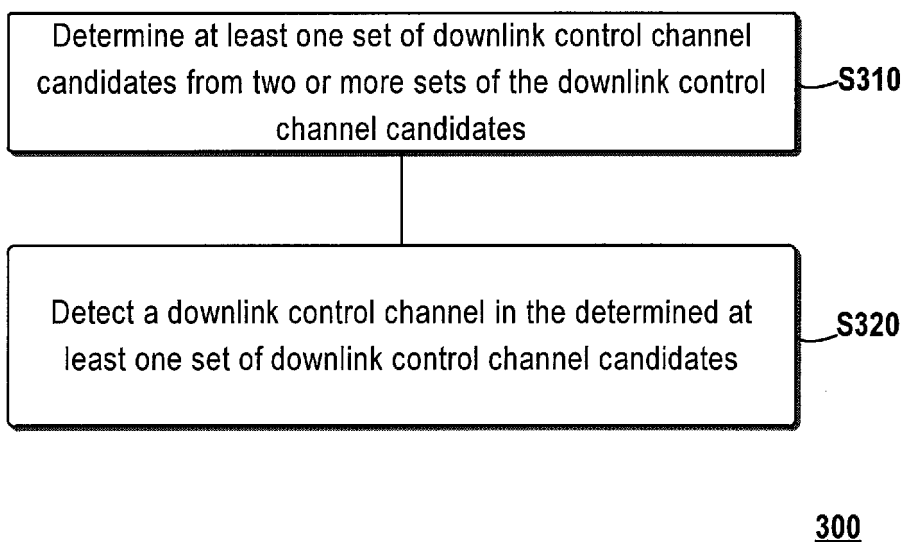 Determine at least one set of downlink control channel
candidates from two or more sets of the downlink control
channel candidates
S310
Detect a downlink control channel in the determined at
least one set of downlink control channel candidates
S320
300